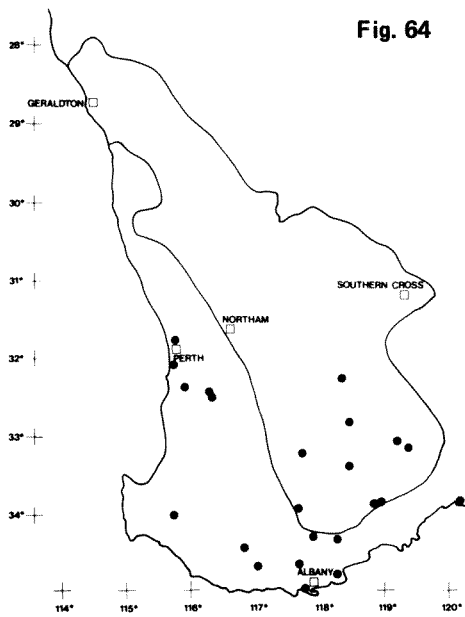 Fig. 64
28°
GERALDTON
29°
30°
31°
SOUTHERN CROSS
NORTHAM
32°
PERTH
33°
34°
ALBANY
114° 115° 116° 117° 118° 119° 120°